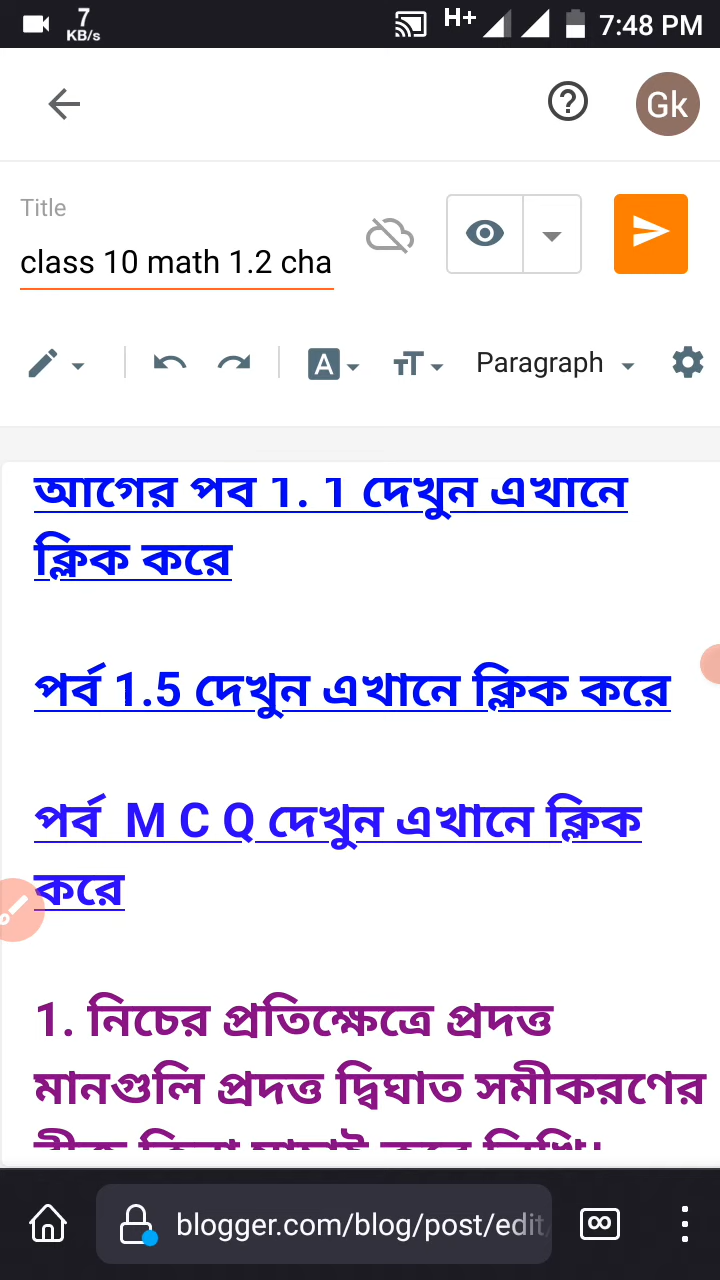 7
KB/s
H+
7:48 PM
Gk
Title
class 10 math 1.2 cha
A
Paragraph
আগের পর্ব 1. 1 দেখুন এখানে
ক্লিক করে
পর্ব 1.5 দেখুন এখানে ক্লিক করে
পর্ব M C Q দেখুন এখানে ক্লিক
করে
1. নিচের প্রতিক্ষেত্রে প্রদত্ত
মানগুলি প্রদত্ত দ্বিঘাত সমীকরণের
blogger.com/blog/post/edit